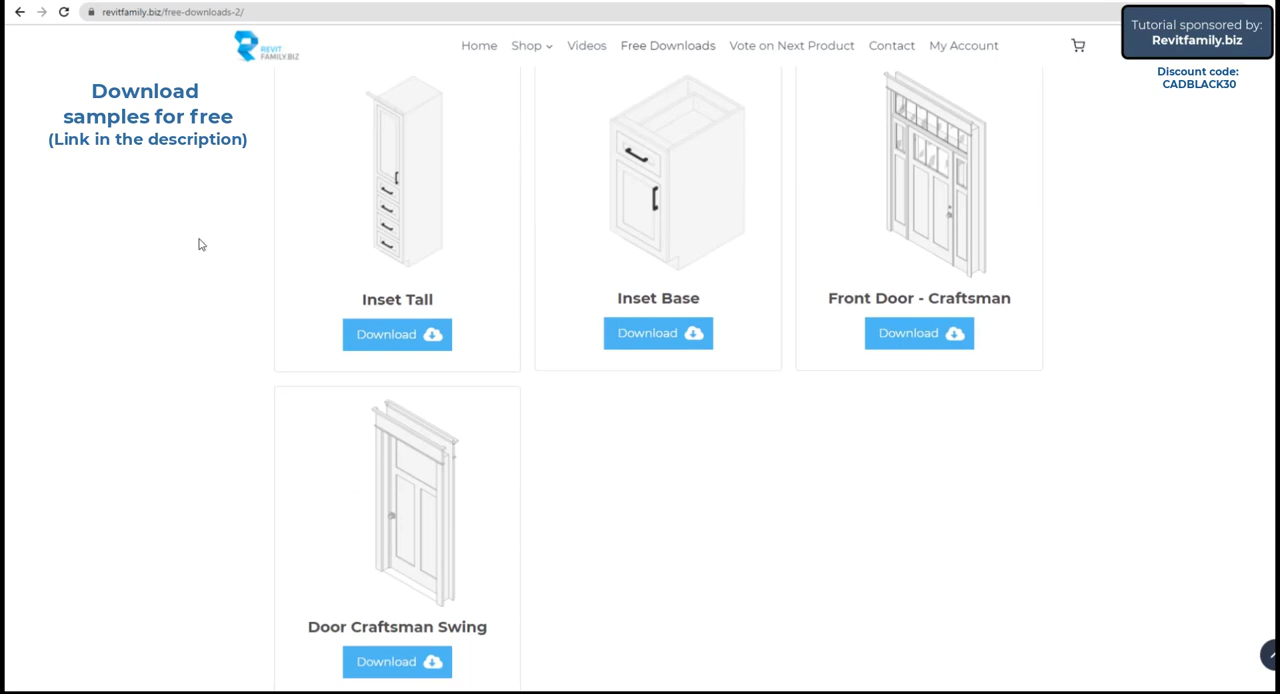 revitfamily.biz/free-downloads-2/
Tutorial sponsored by:
Revitfamily.biz
REVIT
FAMILY.BIZ
Home Shop Videos Free Downloads Vote on Next Product Contact My Account
Discount code:
CADBLACK30
Download
samples for free
(Link in the description)
Inset Tall
Download
Inset Base
Download
Front Door - Craftsman
Download
Door Craftsman Swing
Download